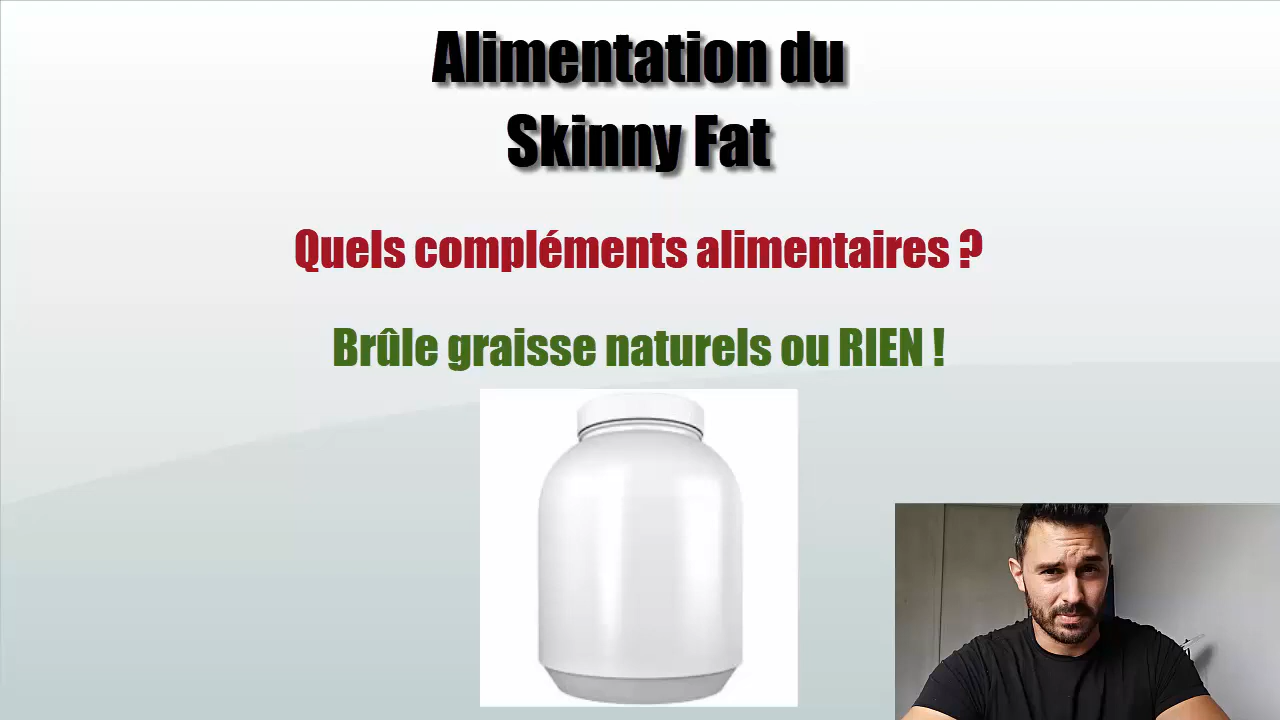 Alimentation du
Skinny Fat
Quels compléments alimentaires ?
Brûle graisse naturels ou RIEN !